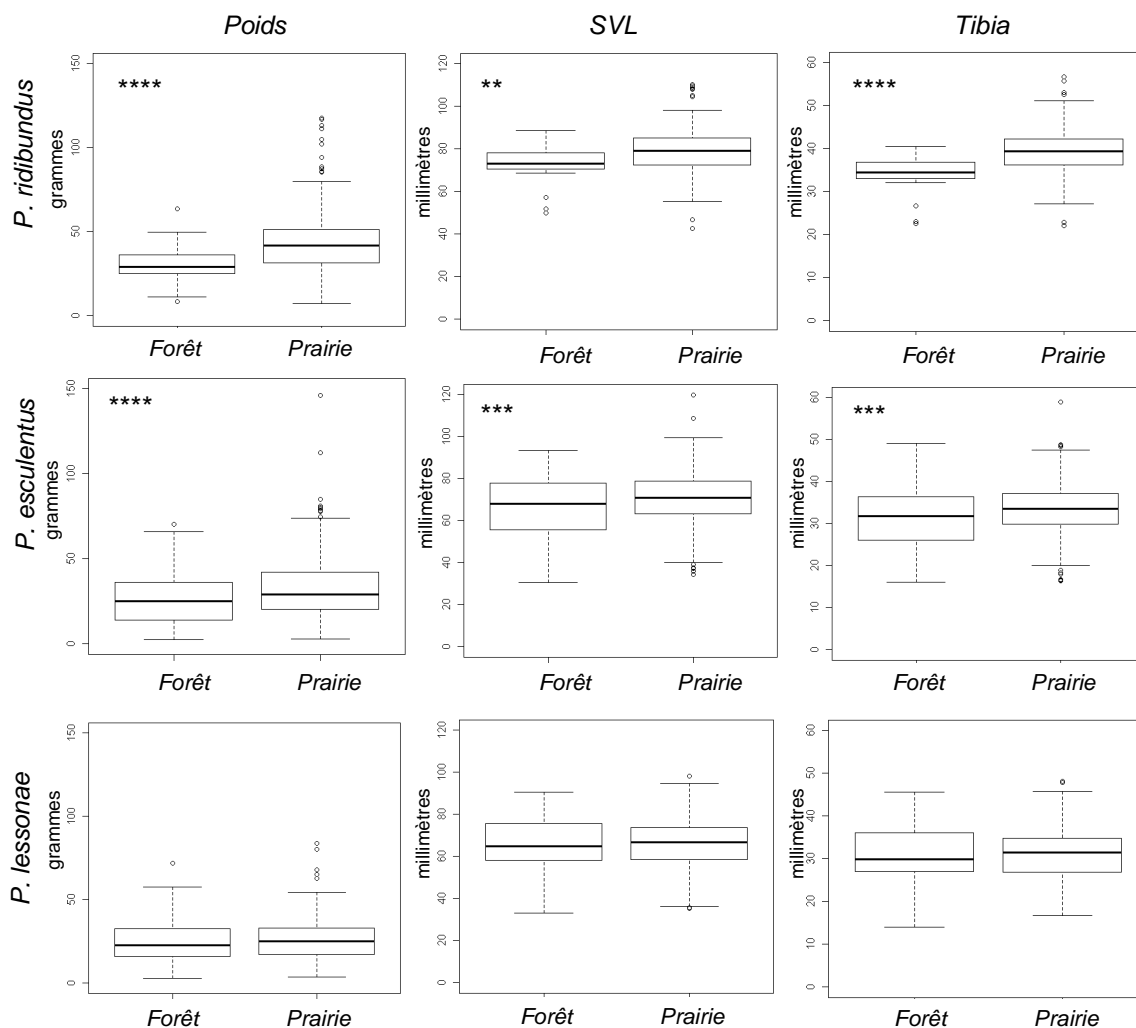 Poids SVL Tibia
P. ridibundus
grammes
0 50 100 150
****
Forêt Prairie
millimètres
0 20 40 60 80 100 120
**
Forêt Prairie
millimètres
0 10 20 30 40 50 60
****
Forêt Prairie
P. esculentus
grammes
0 50 100 150
****
Forêt Prairie
millimètres
0 20 40 60 80 100 120
***
Forêt Prairie
millimètres
0 10 20 30 40 50 60
***
Forêt Prairie
P. lessonae
grammes
0 50 100 150
Forêt Prairie
millimètres
0 20 40 60 80 100 120
Forêt Prairie
millimètres
0 10 20 30 40 50 60
Forêt Prairie